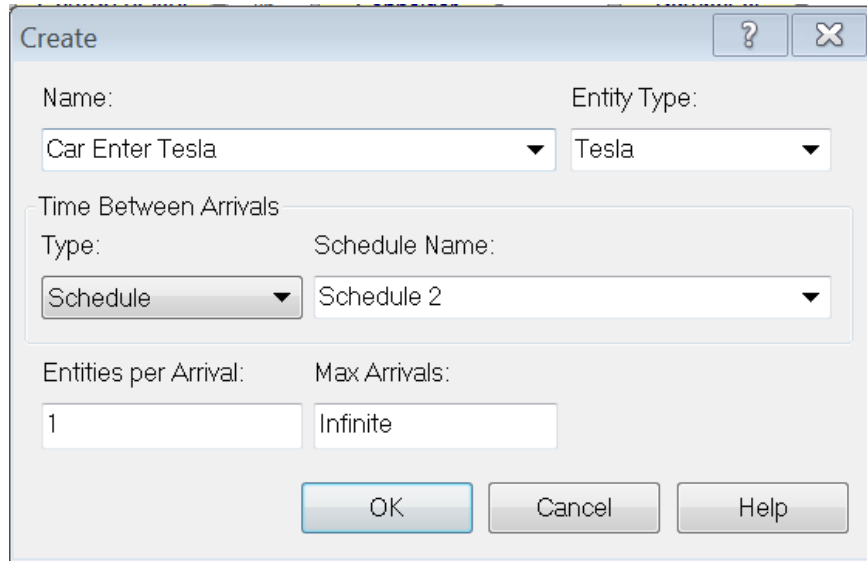 Create
Name:
Entity Type:
Car Enter Tesla
Tesla
Time Between Arrivals
Type:
Schedule Name:
Schedule
Schedule 2
Entities per Arrival:
Max Arrivals:
1
Infinite
OK
Cancel
Help